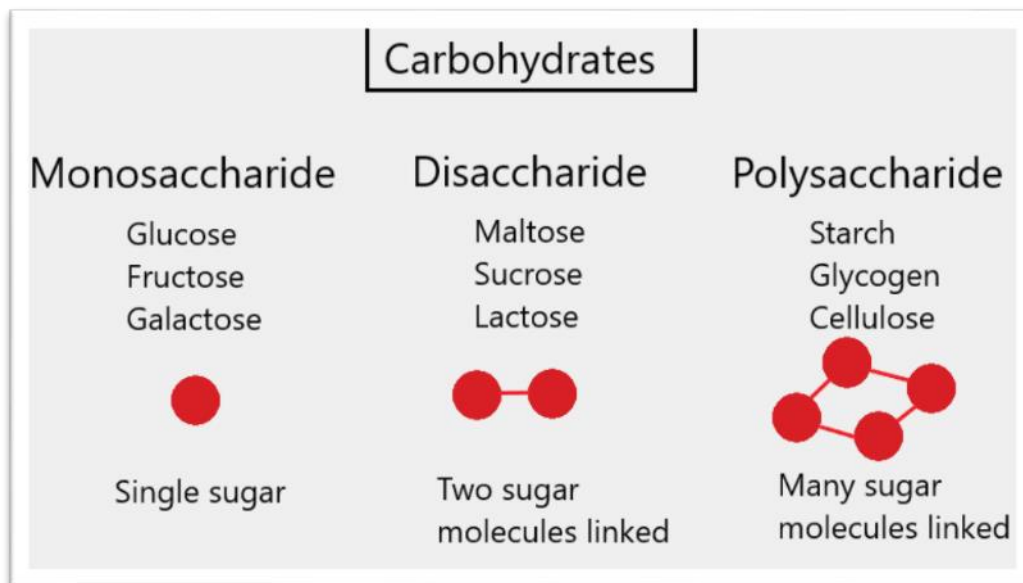 Carbohydrates
Monosaccharide
Glucose
Fructose
Galactose
Single sugar
Disaccharide
Maltose
Sucrose
Lactose
Two sugar
molecules linked
Polysaccharide
Starch
Glycogen
Cellulose
Many sugar
molecules linked